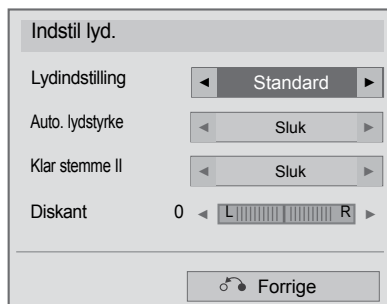 Indstil lyd.
Lydindstilling ◄ Standard ►
Auto. lydstyrke ◄ Sluk ►
Klar stemme II ◄ Sluk ►
Diskant 0 ◄ L R ►
Forrige